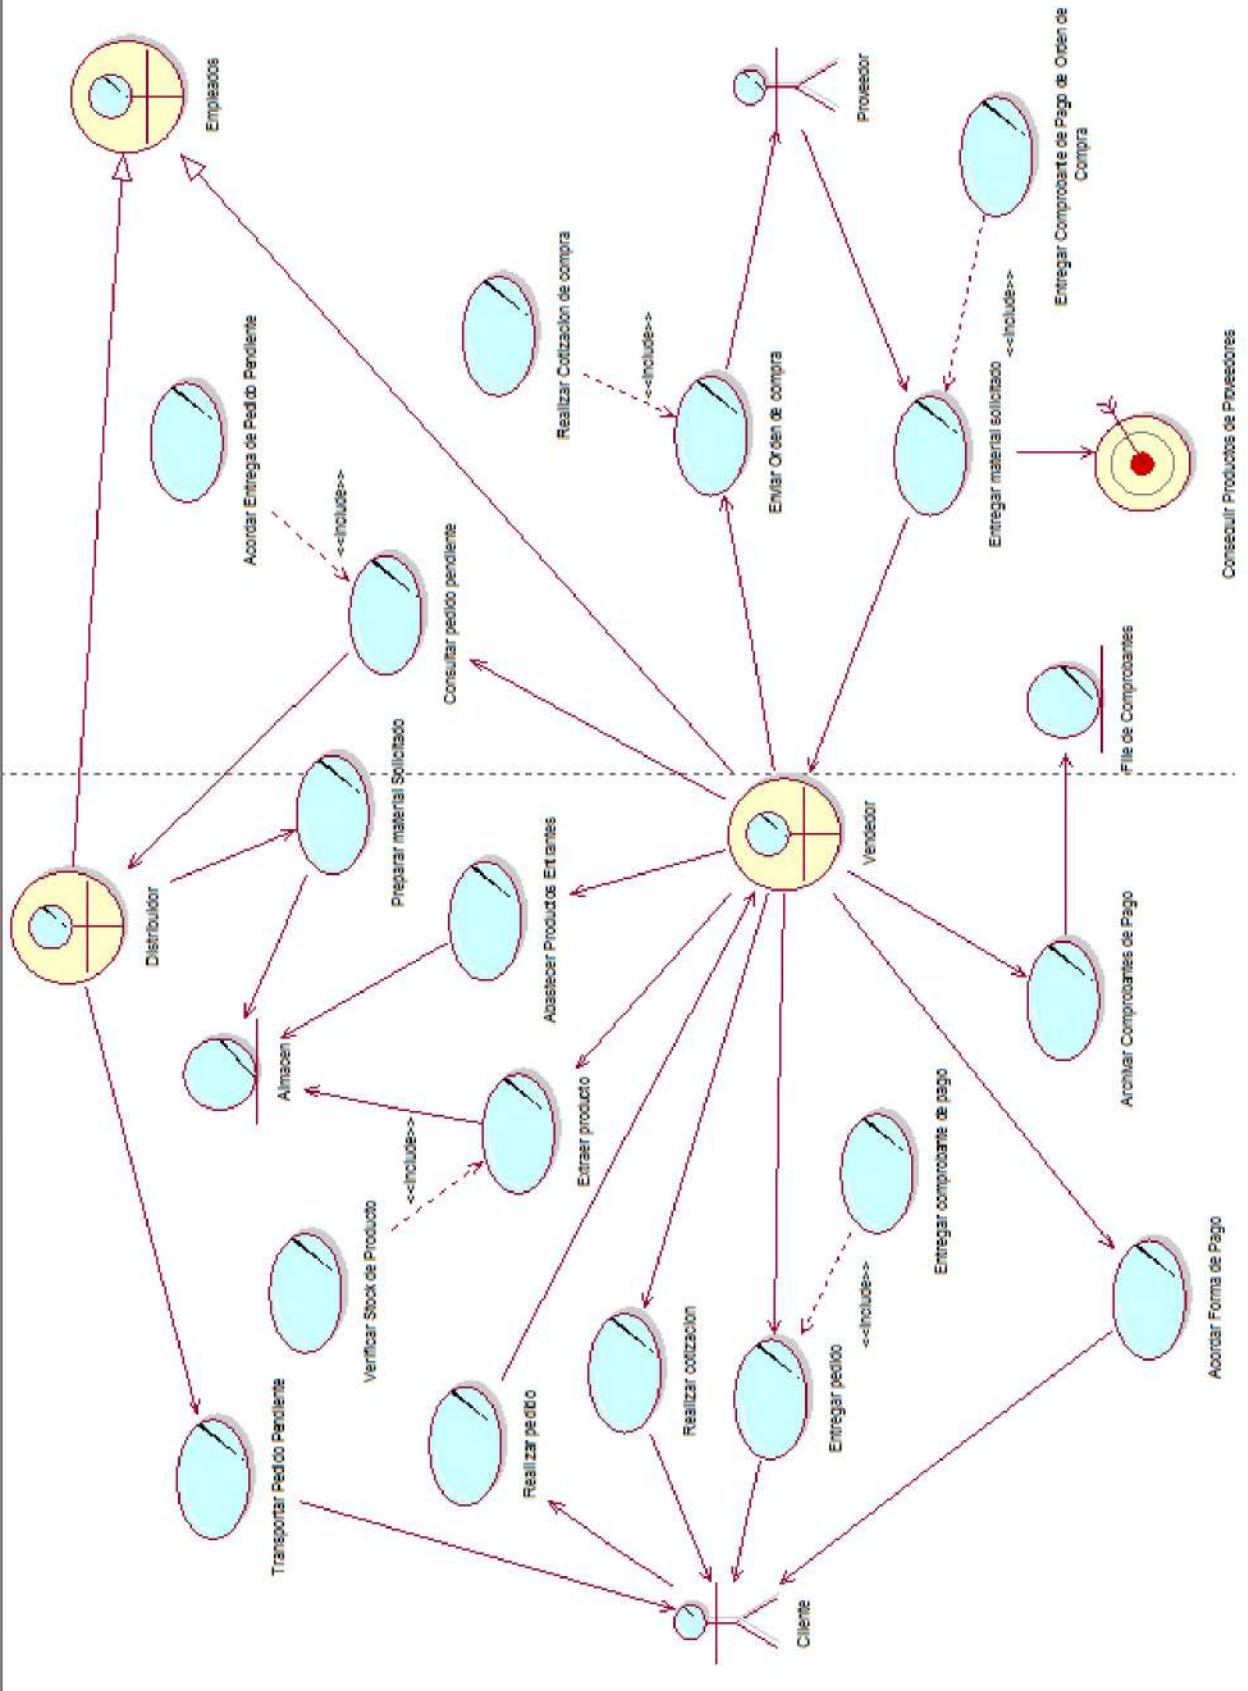 Distribuidor
Empleados
Acordar Entrega de Pedido Pendiente
Transportar Pedido Pendiente
Almacen
<<include>>
Verificar Stock de Producto
Preparar material Solicitado
<<include>>
Consultar pedido pendiente
Realizar pedido
Abastecer Productos Entrantes
Realizar Cotizacion de compra
Extraer producto
<<include>>
Realizar cotizacion
Enviar Orden de compra
Cliente
Entregar pedido
Vendedor
Proveedor
<<include>>
Entregar comprobante de pago
Entregar material solicitado
<<include>>
Entregar Comprobante de Pago de Orden de
Compra
Archivar Comprobantes de Pago
File de Comprobantes
Acordar Forma de Pago
Conseguir Productos de Proveedores